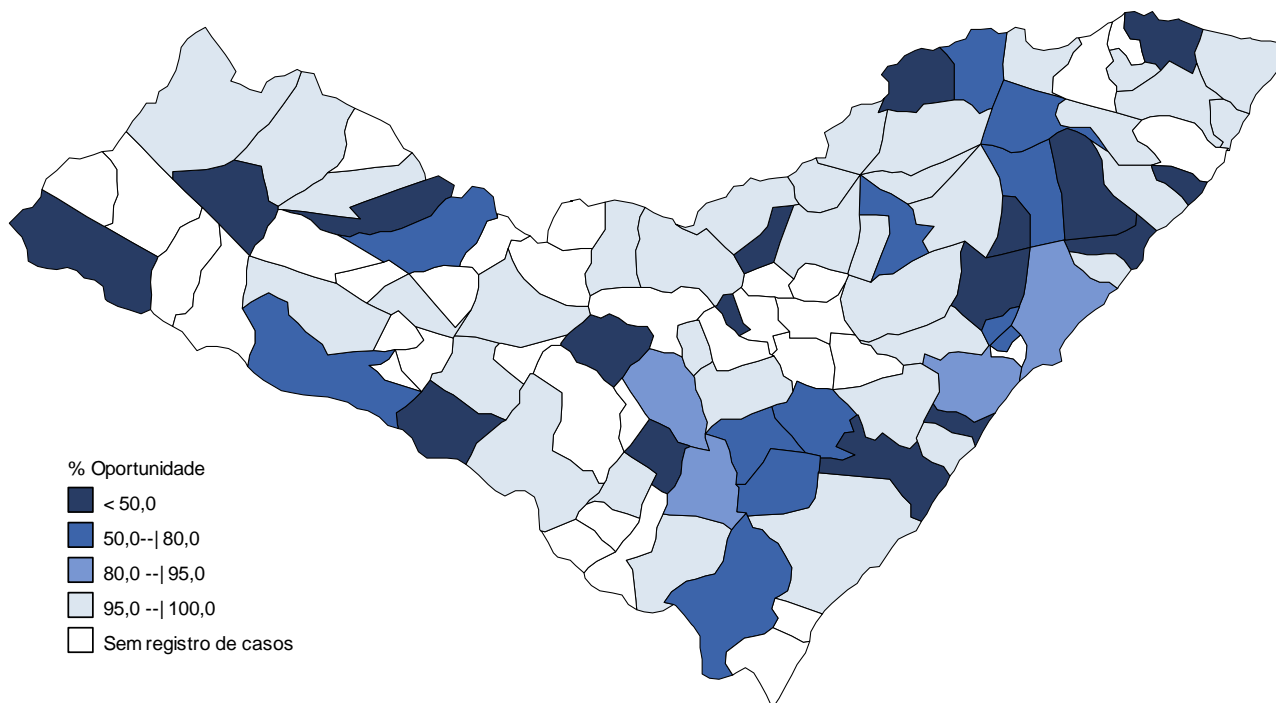 % Oportunidade
< 50,0
50,0--| 80,0
80,0 --| 95,0
95,0 --| 100,0
Sem registro de casos